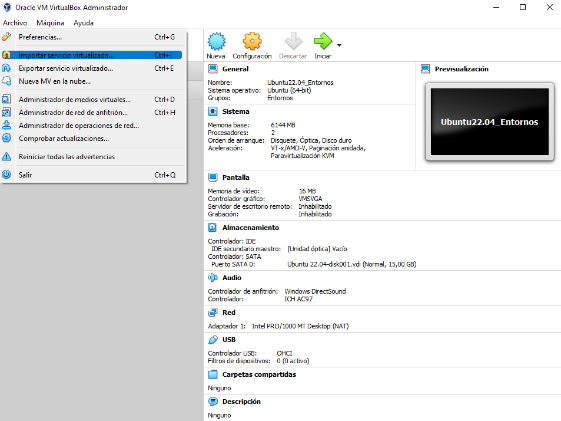 Oracle VM VirtualBox Administrador
Archivo Máquina Ayuda
Preferencias... Ctrl+G
Importar servicio virtualizado... Ctrl+I
Exportar servicio virtualizado... Ctrl+E
Nueva MV en la nube...
Administrador de medios virtuales... Ctrl+D
Administrador de red de anfitrión... Ctrl+H
Administrador de operaciones de red...
Comprobar actualizaciones...
Reiniciar todas las advertencias
Salir Ctrl+Q
Nueva Configuración Descartar Iniciar
General
Nombre: Ubuntu22.04_Entornos
Sistema operativo: Ubuntu (64-bit)
Grupos: Entornos
Previsualización
Ubuntu22.04_Entornos
Sistema
Memoria base: 6144 MB
Procesadores: 2
Orden de arranque: Disquete, Óptica, Disco duro
Aceleración: VT-x/AMD-V, Paginación anidada,
Paravirtualización KVM
Pantalla
Memoria de vídeo: 16 MB
Controlador gráfico: VMSVGA
Servidor de escritorio remoto: Inhabilitado
Grabación: Inhabilitado
Almacenamiento
Controlador: IDE
IDE secundario maestro: [Unidad óptica] Vacío
Controlador: SATA
Puerto SATA 0: Ubuntu 22.04-disk001.vdi (Normal, 15,00 GB)
Audio
Controlador de anfitrión: Windows DirectSound
Controlador: ICH AC97
Red
Adaptador 1: Intel PRO/1000 MT Desktop (NAT)
USB
Controlador USB: OHCI
Filtros de dispositivos: 0 (0 activo)
Carpetas compartidas
Ninguno
Descripción
Ninguno